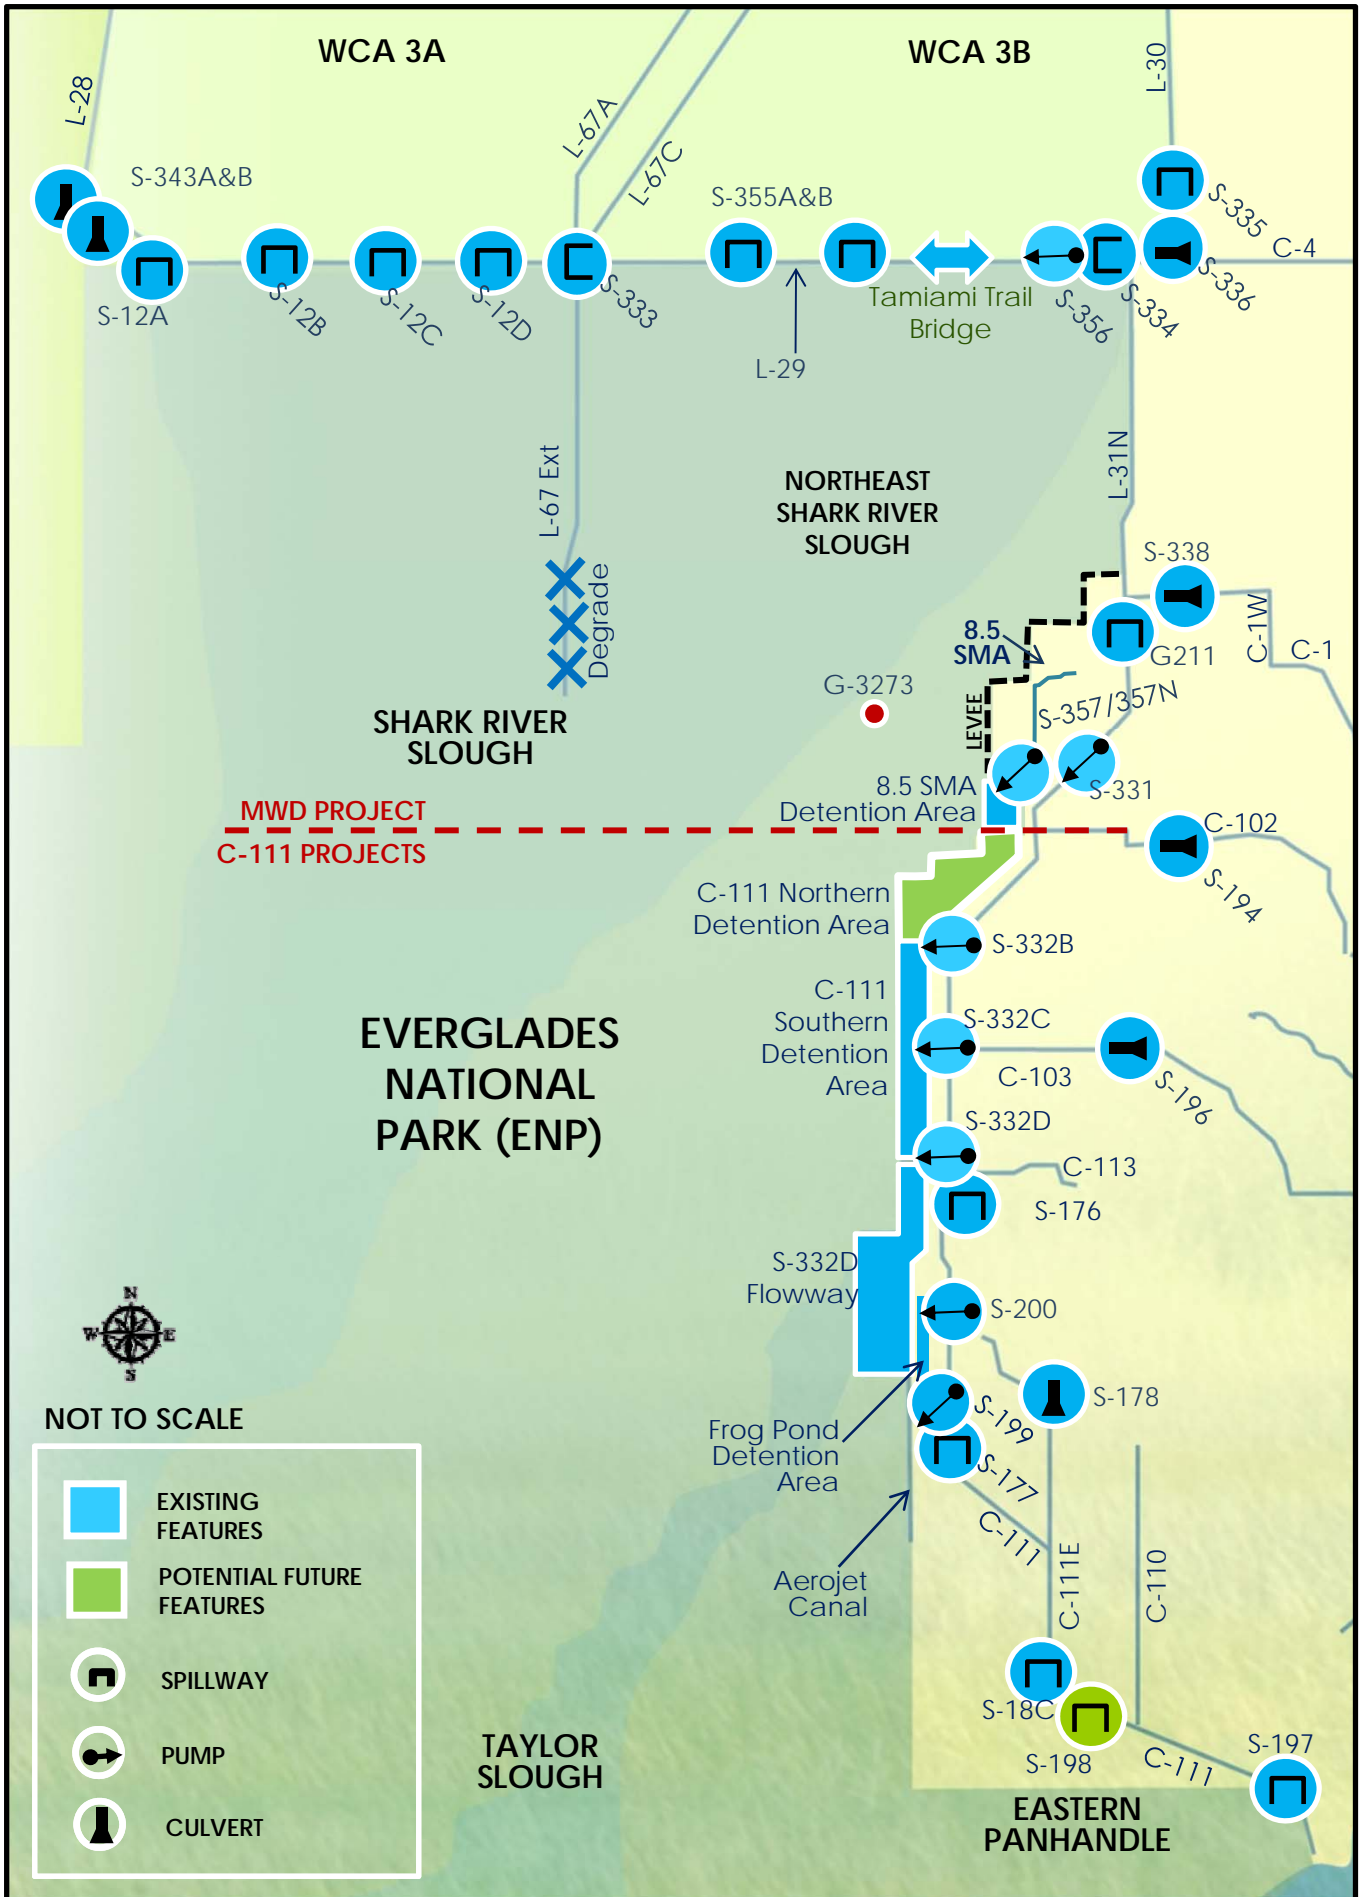 WCA 3A
WCA 3B
L-28
L-67A
L-67C
L-30
S-343A&B
S-355A&B
S-335
C-4
S-336
S-12A
S-12B
S-12C
S-12D
S-333
Tamiami Trail
Bridge
S-356
S-334
L-29
L-67 Ext
L-31N
NORTHEAST
SHARK RIVER
SLOUGH
S-338
Degrade
8.5
SMA
C-1W
C-1
G211
G-3273
LEVEE
S-357/357N
SHARK RIVER
SLOUGH
8.5 SMA
Detention Area
S-331
MWD PROJECT
C-111 PROJECTS
C-102
S-194
C-111 Northern
Detention Area
S-332B
C-111
Southern
Detention
Area
S-332C
C-103
S-196
EVERGLADES
NATIONAL
PARK (ENP)
S-332D
C-113
S-176
S-332D
Flowway
S-200
N
W
E
S
S-178
NOT TO SCALE
Frog Pond
Detention
Area
S-199
S-177
C-111
C-111E
C-110
Aerojet
Canal
EXISTING
FEATURES
POTENTIAL FUTURE
FEATURES
SPILLWAY
PUMP
CULVERT
S-18C
S-198
C-111
S-197
TAYLOR
SLOUGH
EASTERN
PANHANDLE